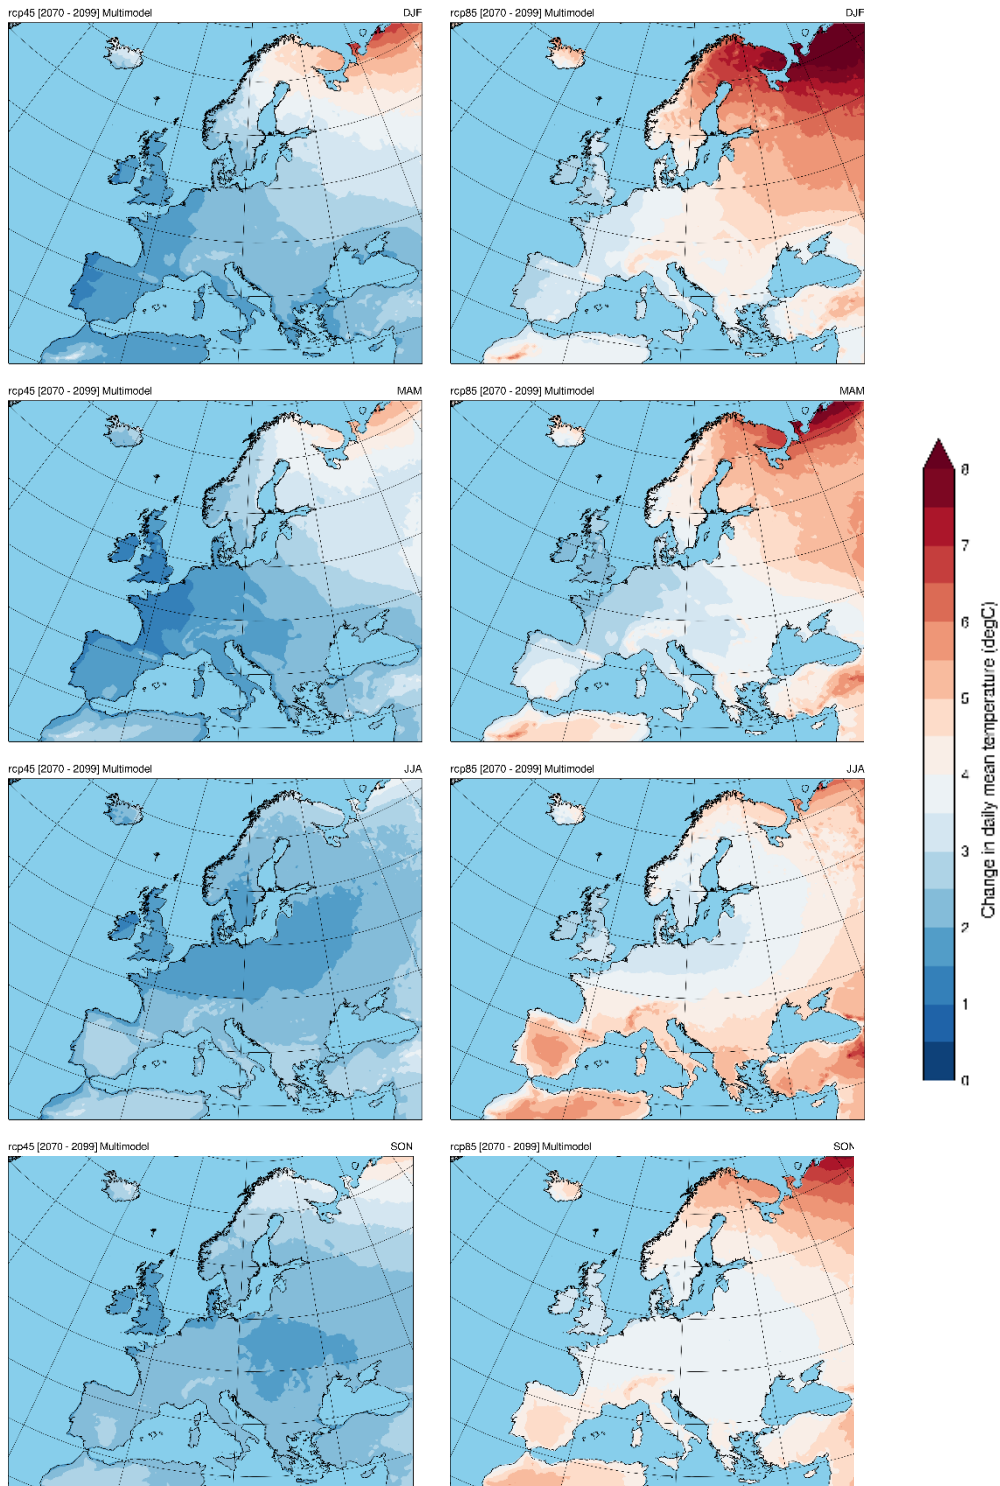 rcp45 [2070 - 2099] Multimodel DJF
rcp85 [2070 - 2099] Multimodel DJF
rcp45 [2070 - 2099] Multimodel MAM
rcp85 [2070 - 2099] Multimodel MAM
rcp45 [2070 - 2099] Multimodel JJA
rcp85 [2070 - 2099] Multimodel JJA
rcp45 [2070 - 2099] Multimodel SON
rcp85 [2070 - 2099] Multimodel SON
8
7
6
5
4
3
2
1
0
Change in daily mean temperature (degC)